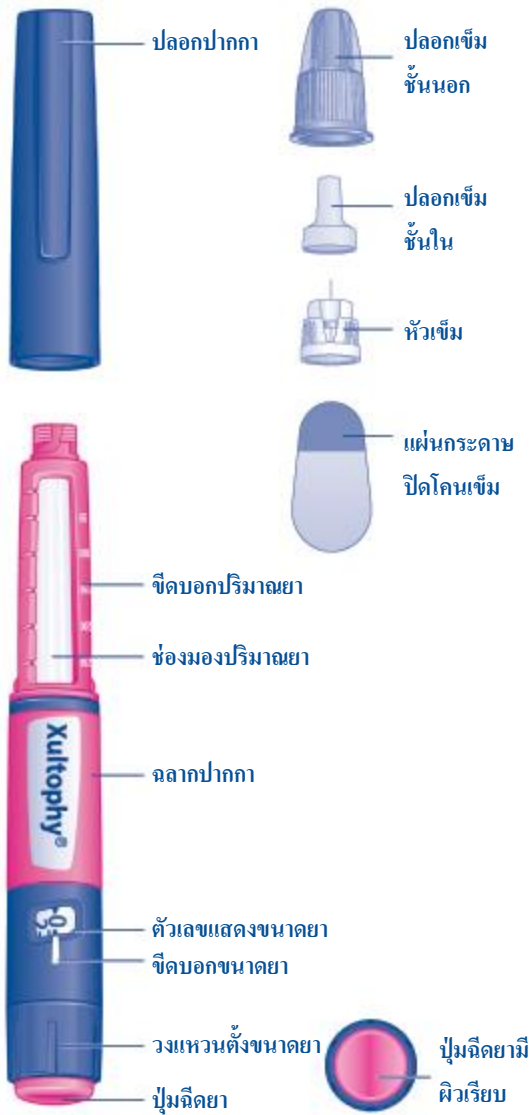 ปลอกปากกา
ปลอกเข็ม
ชั้นนอก
ปลอกเข็ม
ชั้นใน
หัวเข็ม
แผ่นกระดาษ
ปิดโคนเข็ม
ขีดบอกปริมาณยา
ช่องมองปริมาณยา
Xultophy®
ฉลากปากกา
0
2
ตัวเลขแสดงขนาดยา
ขีดบอกขนาดยา
วงแหวนตั้งขนาดยา
ปุ่มฉีดยา
ปุ่มฉีดยามี
ผิวเรียบ